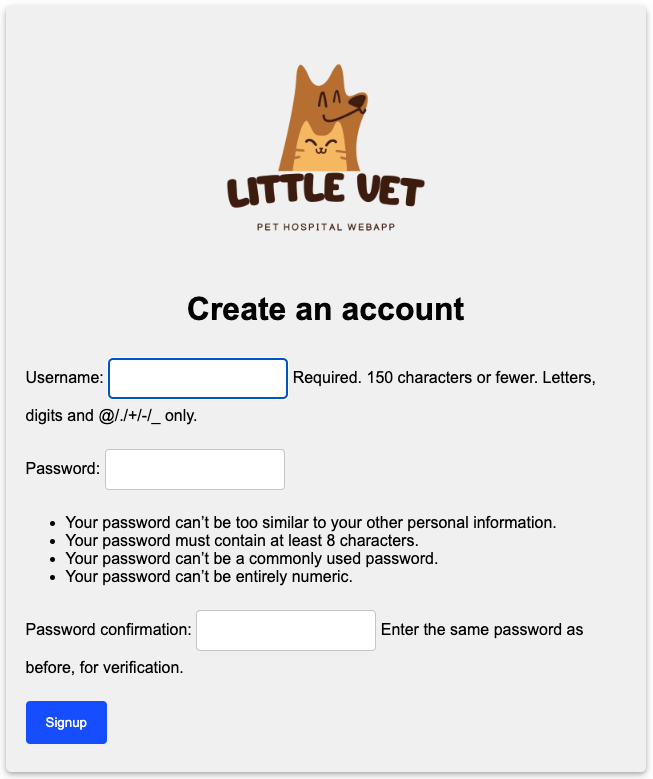 LITTLE VET
PET HOSPITAL WEBAPP
Create an account
Username: Required. 150 characters or fewer. Letters,
digits and @/./+/-/_ only.
Password:
• Your password can’t be too similar to your other personal information.
• Your password must contain at least 8 characters.
• Your password can’t be a commonly used password.
• Your password can’t be entirely numeric.
Password confirmation: Enter the same password as
before, for verification.
Signup